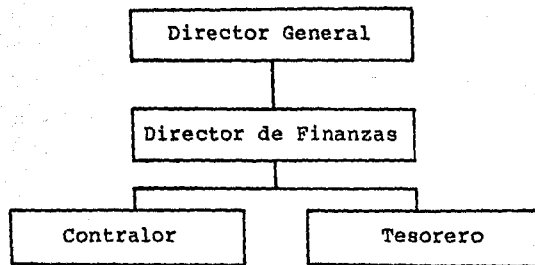 Director General
Director de Finanzas
Contralor
Tesorero